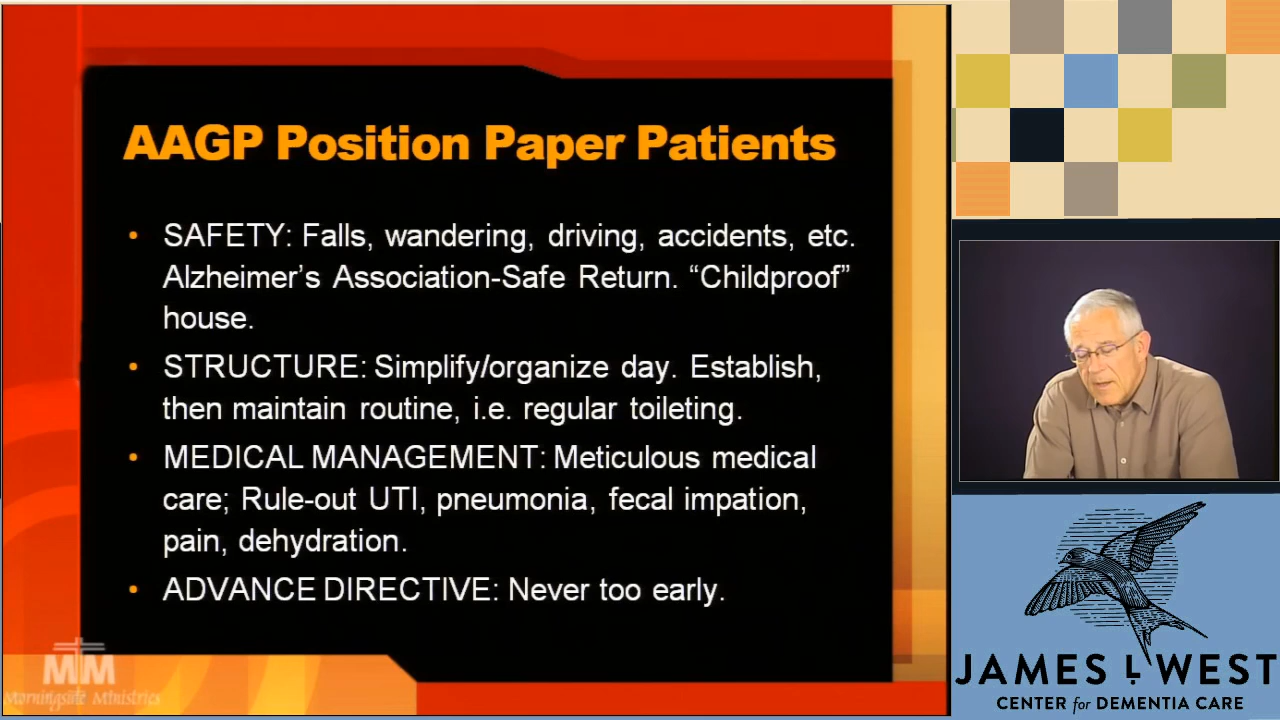 AAGP Position Paper Patients
• SAFETY: Falls, wandering, driving, accidents, etc.
Alzheimer’s Association-Safe Return. “Childproof”
house.
• STRUCTURE: Simplify/organize day. Establish,
then maintain routine, i.e. regular toileting.
• MEDICAL MANAGEMENT: Meticulous medical
care; Rule-out UTI, pneumonia, fecal impation,
pain, dehydration.
• ADVANCE DIRECTIVE: Never too early.
MM
Morningside Ministries
JAMES L WEST
CENTER for DEMENTIA CARE